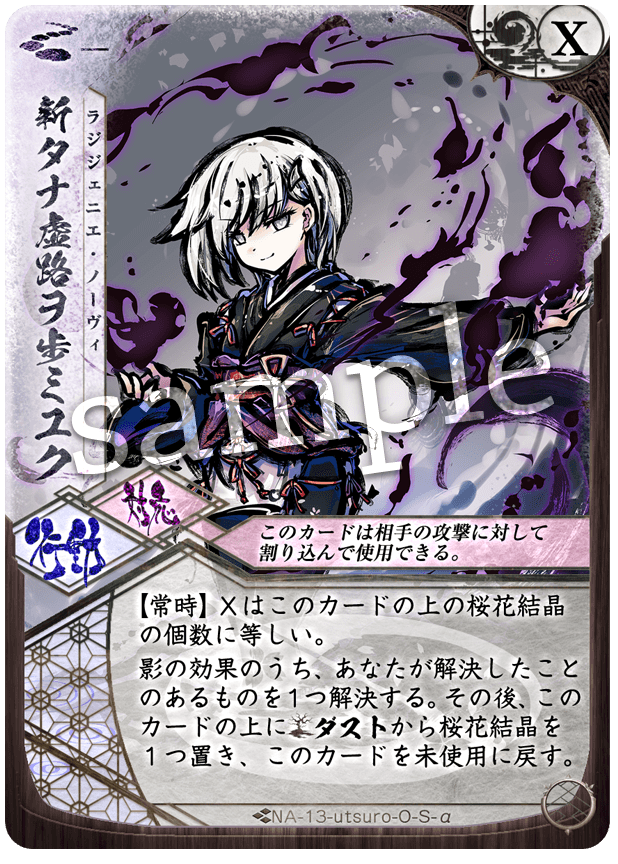 X
新タナ虚路ヲ歩ミユク
ラジジェニエ・ノーヴィ
sample
行動
対応
このカードは相手の攻撃に対して
割り込んで使用できる。
【常時】Xはこのカードの上の桜花結晶
の個数に等しい。
影の効果のうち、あなたが解決したこと
のあるものを1つ解決する。その後、この
カードの上にダストから桜花結晶を
1つ置き、このカードを未使用に戻す。
NA-13-utsuro-O-S-α